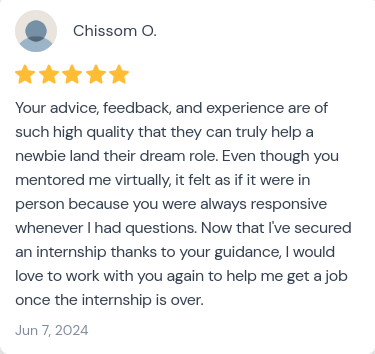 Chissom O.
Your advice, feedback, and experience are of
such high quality that they can truly help a
newbie land their dream role. Even though you
mentored me virtually, it felt as if it were in
person because you were always responsive
whenever I had questions. Now that I've secured
an internship thanks to your guidance, I would
love to work with you again to help me get a job
once the internship is over.
Jun 7, 2024